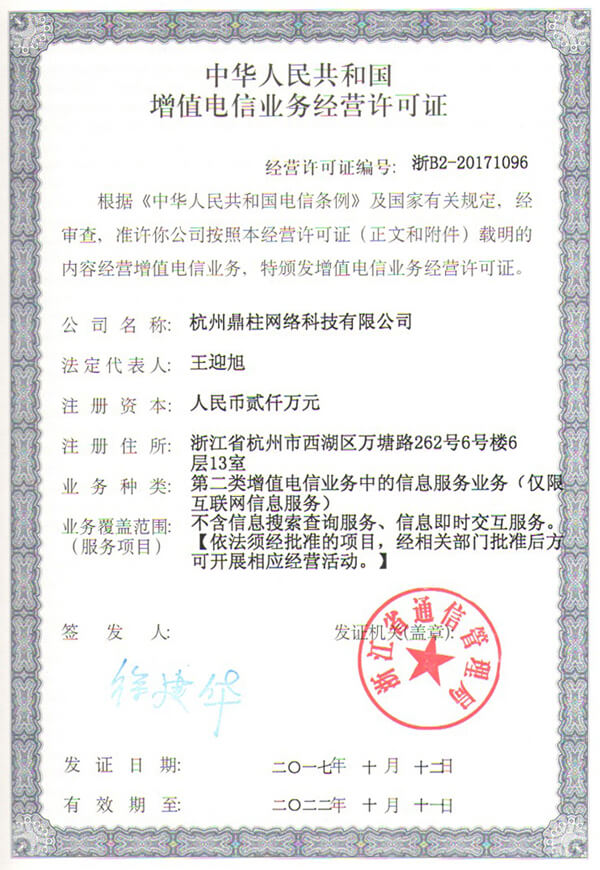 中华人民共和国
增值电信业务经营许可证
经营许可证编号: 浙B2-20171096
根据《中华人民共和国电信条例》及国家有关规定，经
审查，准许你公司按照本经营许可证（正文和附件）载明的
内容经营增值电信业务，特颁发增值电信业务经营许可证。
公司名称: 杭州鼎柱网络科技有限公司
法定代表人: 王迎旭
注册资本: 人民币贰仟万元
注册住所: 浙江省杭州市西湖区万塘路262号6号楼6
层13室
业务种类: 第二类增值电信业务中的信息服务业务（仅限
互联网信息服务）
业务覆盖范围: 不含信息搜索查询服务、信息即时交互服务。
（服务项目） 【依法须经批准的项目，经相关部门批准后方
可开展相应经营活动。】
签发人: 发证机关(盖章):
浙江省通信管理局
发证日期: 二〇一七年 十月 十二日
有效期至: 二〇二二年 十月 十一日